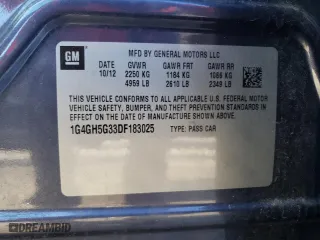 GM
MFD BY GENERAL MOTORS LLC
10/12 GVWR GAWR FRT GAWR RR
2250 KG 1184 KG 1066 KG
4959 LB 2610 LB 2349 LB
THIS VEHICLE CONFORMS TO ALL APPLICABLE U.S. FEDERAL
MOTOR VEHICLE SAFETY, BUMPER, AND THEFT PREVENTION
STANDARDS IN EFFECT ON THE DATE OF MANUFACTURE SHOWN ABOVE.
1G4GH5G33DF183025 TYPE: PASS CAR